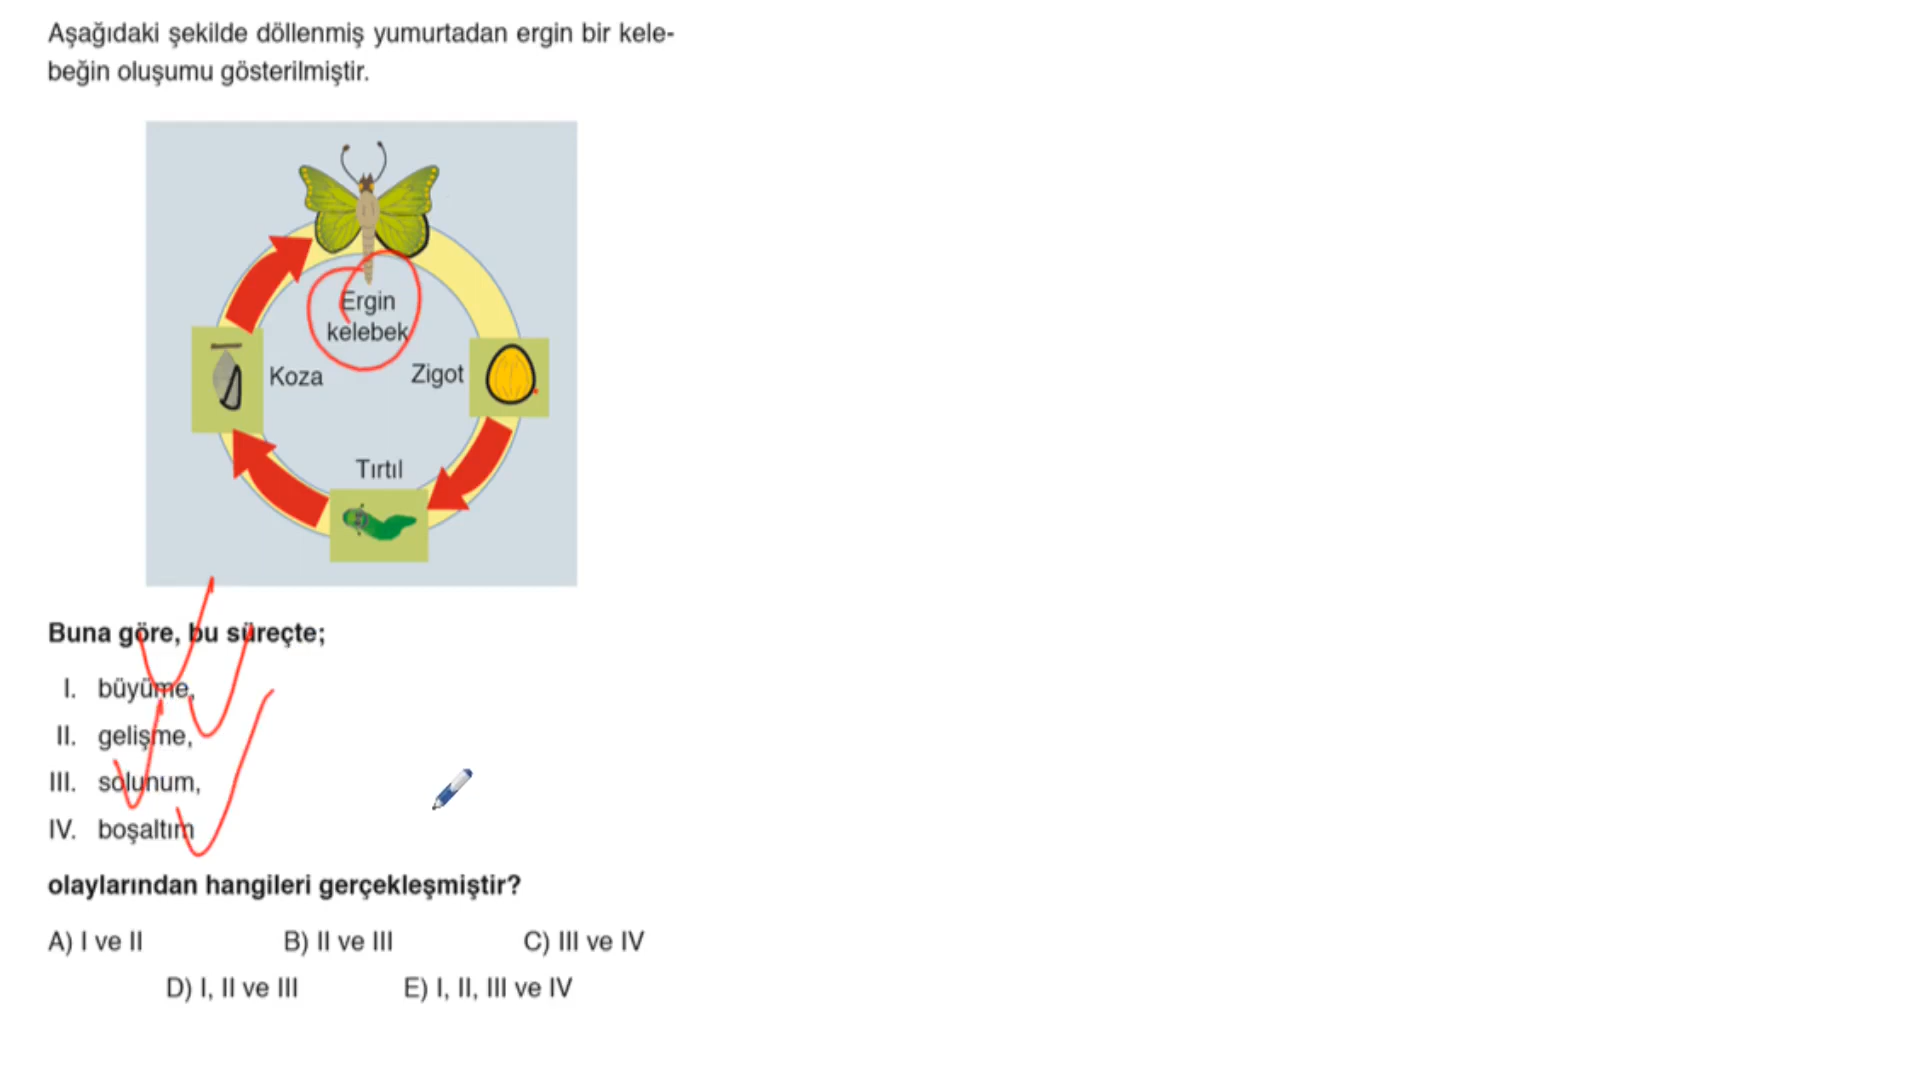 Aşağıdaki şekilde döllenmiş yumurtadan ergin bir kele-
beğin oluşumu gösterilmiştir.
Ergin
kelebek
Koza
Zigot
Tırtıl
Buna göre, bu süreçte;
I. büyüme,
II. gelişme,
III. solunum,
IV. boşaltım
olaylarından hangileri gerçekleşmiştir?
A) I ve II B) II ve III C) III ve IV
D) I, II ve III E) I, II, III ve IV